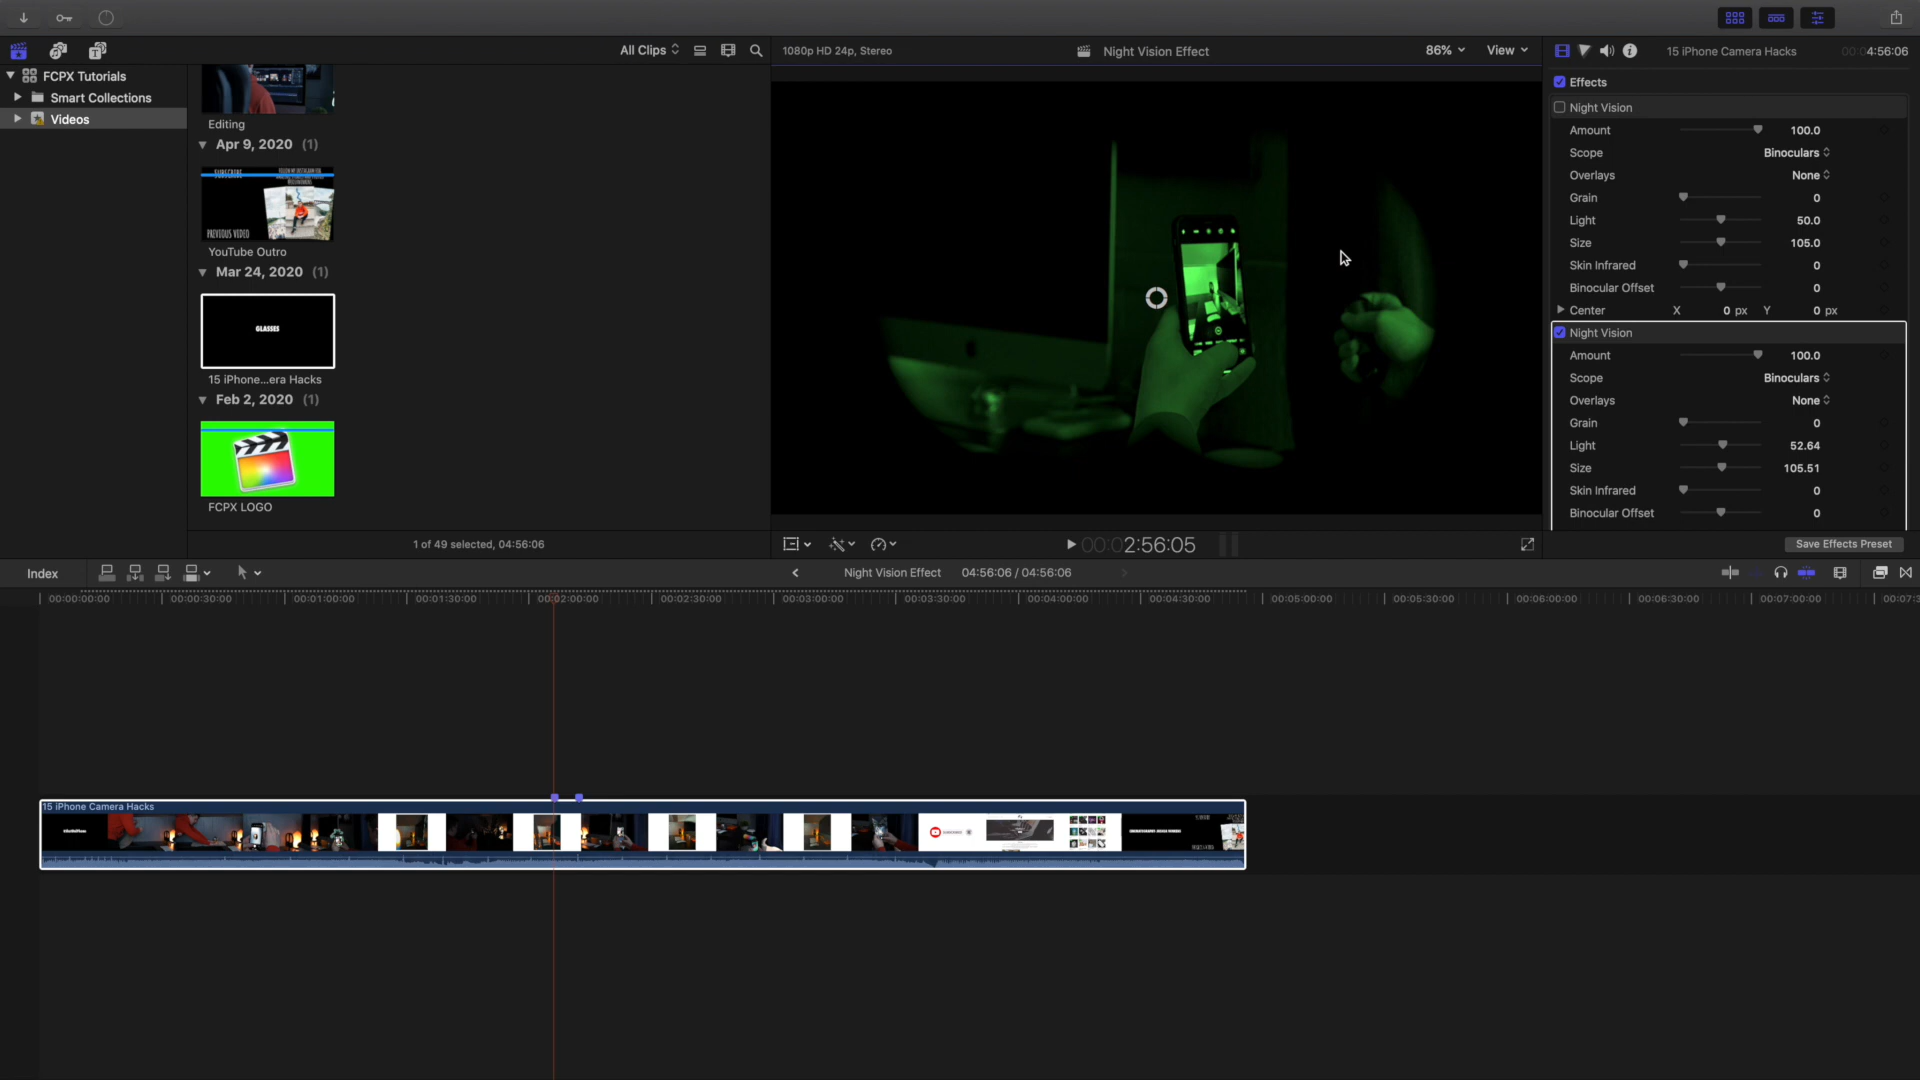 All Clips
1080p HD 24p, Stereo
Night Vision Effect
86%
View
15 iPhone Camera Hacks
00:04:56:06
FCPX Tutorials
Smart Collections
Videos
Editing
Apr 9, 2020 (1)
SUBSCRIBE
PREVIOUS VIDEO
YouTube Outro
Mar 24, 2020 (1)
GLASSES
15 iPhone...era Hacks
Feb 2, 2020 (1)
FCPX LOGO
1 of 49 selected, 04:56:06
00:02:56:05
Effects
Night Vision
Amount 100.0
Scope Binoculars
Overlays None
Grain 0
Light 50.0
Size 105.0
Skin Infrared 0
Binocular Offset 0
Center X 0 px Y 0 px
Night Vision
Amount 100.0
Scope Binoculars
Overlays None
Grain 0
Light 52.64
Size 105.51
Skin Infrared 0
Binocular Offset 0
Save Effects Preset
Index
Night Vision Effect
04:56:06 / 04:56:06
00:00:00:00 00:00:30:00 00:01:00:00 00:01:30:00 00:02:00:00 00:02:30:00 00:03:00:00 00:03:30:00 00:04:00:00 00:04:30:00 00:05:00:00 00:05:30:00 00:06:00:00 00:06:30:00 00:07:00:00 00:07:3
15 iPhone Camera Hacks